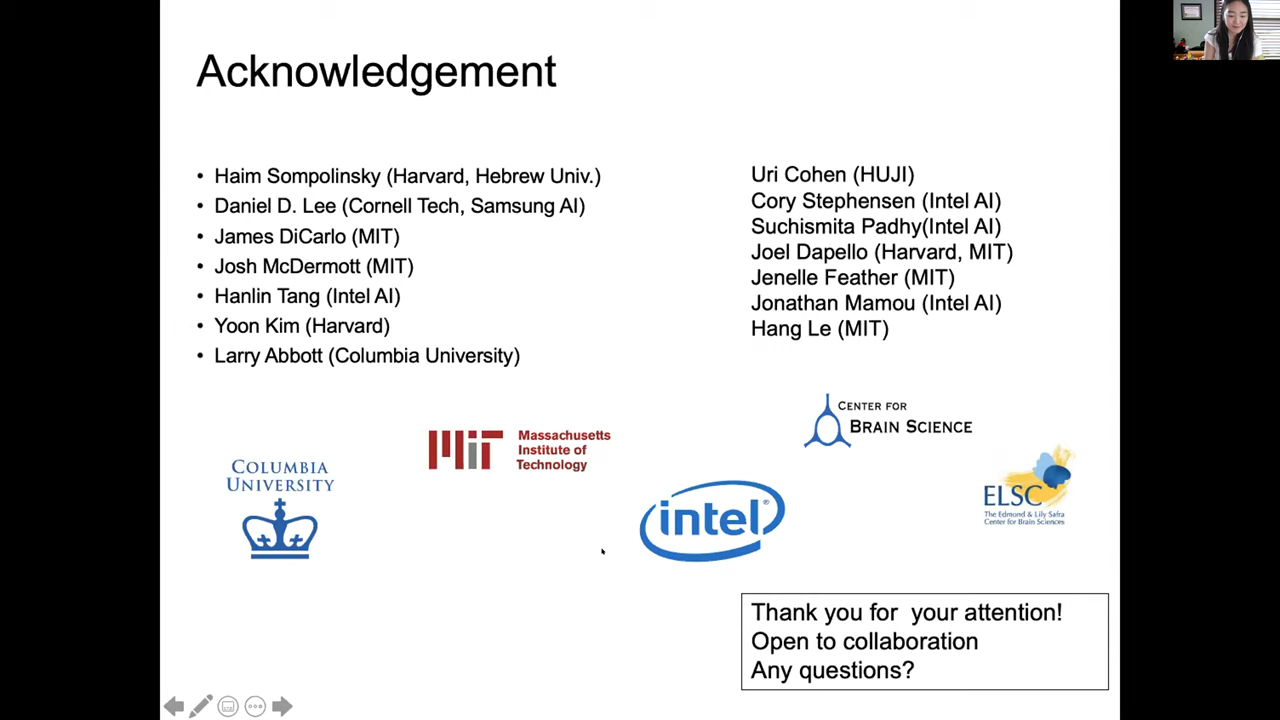 Acknowledgement
• Haim Sompolinsky (Harvard, Hebrew Univ.)
• Daniel D. Lee (Cornell Tech, Samsung AI)
• James DiCarlo (MIT)
• Josh McDermott (MIT)
• Hanlin Tang (Intel AI)
• Yoon Kim (Harvard)
• Larry Abbott (Columbia University)
Uri Cohen (HUJI)
Cory Stephensen (Intel AI)
Suchismita Padhy(Intel AI)
Joel Dapello (Harvard, MIT)
Jenelle Feather (MIT)
Jonathan Mamou (Intel AI)
Hang Le (MIT)
COLUMBIA
UNIVERSITY
MIT
Massachusetts
Institute of
Technology
intel®
CENTER FOR
BRAIN SCIENCE
ELSC
The Edmond & Lily Safra
Center for Brain Sciences
Thank you for  your attention!
Open to collaboration
Any questions?